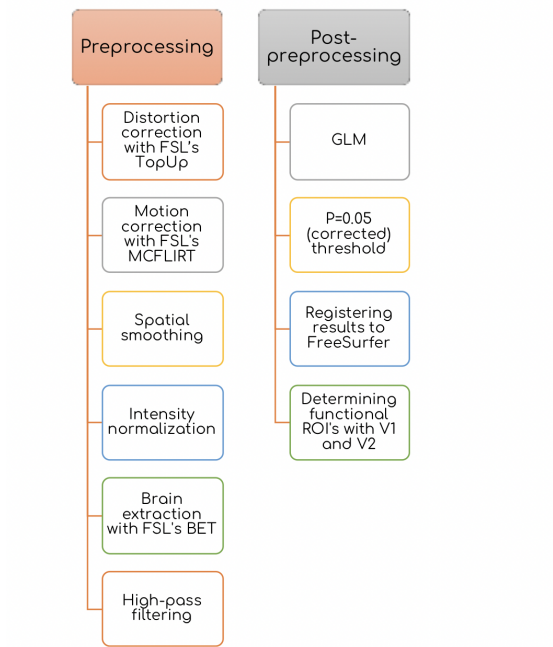 Preprocessing
Distortion
correction
with FSL's
TopUp
Motion
correction
with FSL's
MCFLIRT
Spatial
smoothing
Intensity
normalization
Brain
extraction
with FSL's BET
High-pass
filtering
Post-
preprocessing
GLM
P=0.05
(corrected)
threshold
Registering
results to
FreeSurfer
Determining
functional
ROI's with V1
and V2